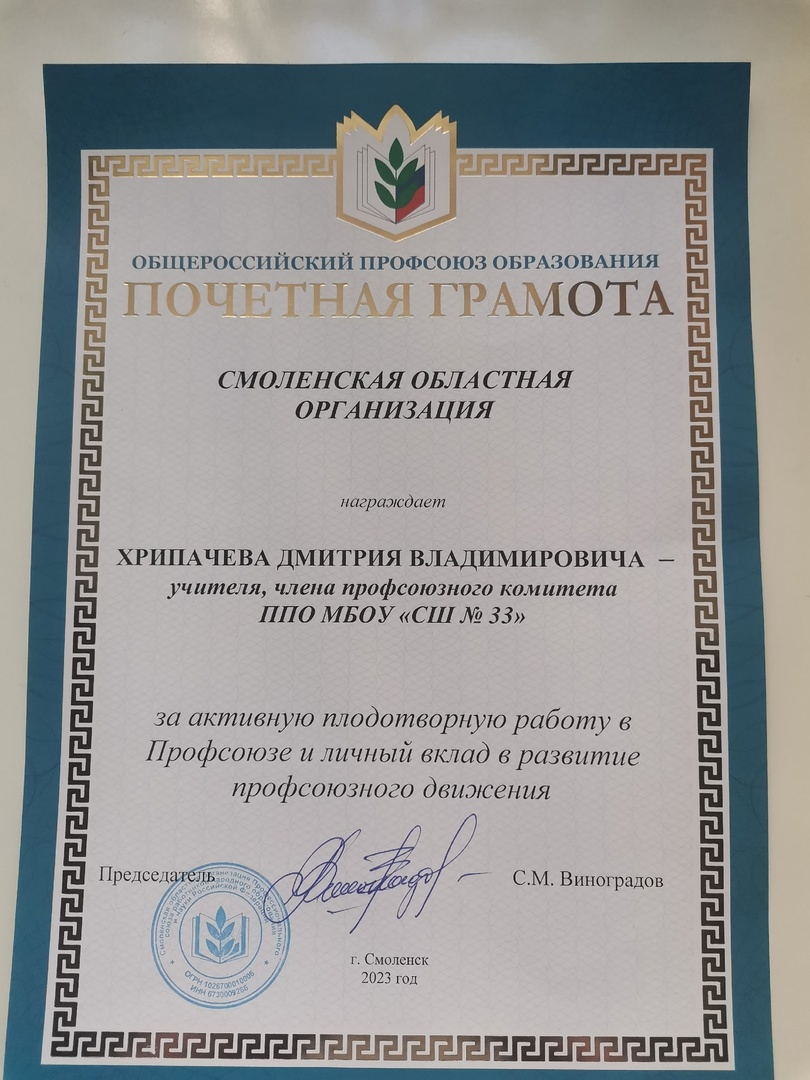 ОБЩЕРОССИЙСКИЙ ПРОФСОЮЗ ОБРАЗОВАНИЯ
ПОЧЕТНАЯ ГРАМОТА
СМОЛЕНСКАЯ ОБЛАСТНАЯ
ОРГАНИЗАЦИЯ
награждает
ХРИПАЧЕВА ДМИТРИЯ ВЛАДИМИРОВИЧА –
учителя, члена профсоюзного комитета
ППО МБОУ «СШ № 33»
за активную плодотворную работу в
Профсоюзе и личный вклад в развитие
профсоюзного движения
Председатель
С.М. Виноградов
г. Смоленск
2023 год